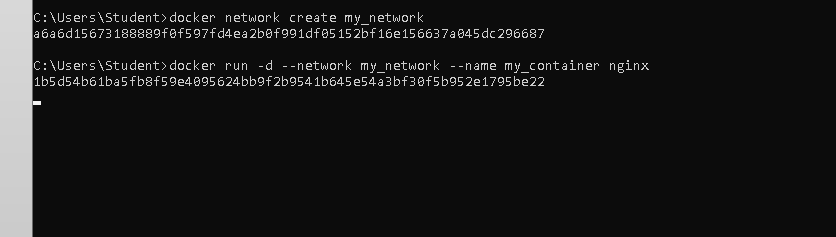 C:\Users\Student>docker network create my_network
a6a6d15673188889f0f597fd4ea2b0f991df05152bf16e156637a045dc296687
C:\Users\Student>docker run -d --network my_network --name my_container nginx
1b5d54b61ba5fb8f59e4095624bb9f2b9541b645e54a3bf30f5b952e1795be22